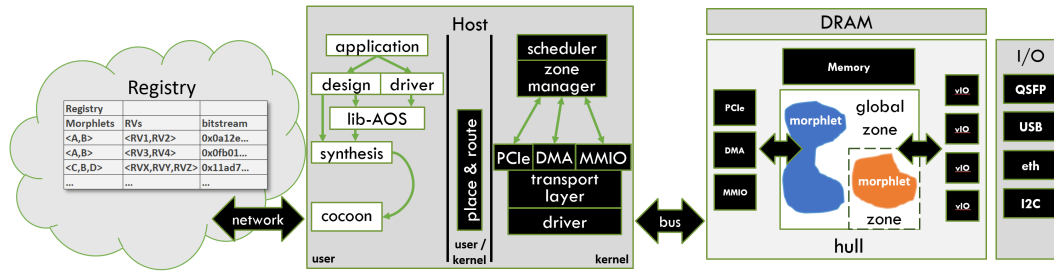 Registry
Registry
Morphlets RVs bitstream
<A,B> <RV1,RV2> 0x0a12e...
<A,B> <RV3,RV4> 0x0fb01...
<C,B,D> <RVX,RVY,RVZ> 0x11ad7...
... ... ...
network
Host
application
design driver
lib-AOS
synthesis
cocoon
user
place & route
user /
kernel
scheduler
zone
manager
PCIe DMA MMIO
transport
layer
driver
kernel
bus
DRAM
Memory
PCIe
DMA
MMIO
morphlet
global
zone
morphlet
zone
hull
vIO
vIO
vIO
vIO
I/O
QSFP
USB
eth
I2C